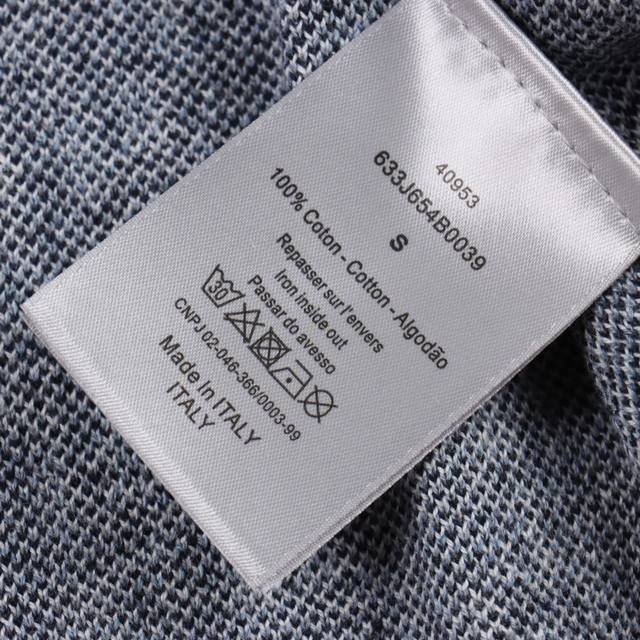 40953
633J654B0039
S
100% Coton - Cotton - Algodão
Repasser sur l'envers
Iron inside out
Passar do avesso
30
CNPJ 02-046-366/0003-99
Made in ITALY
ITALY